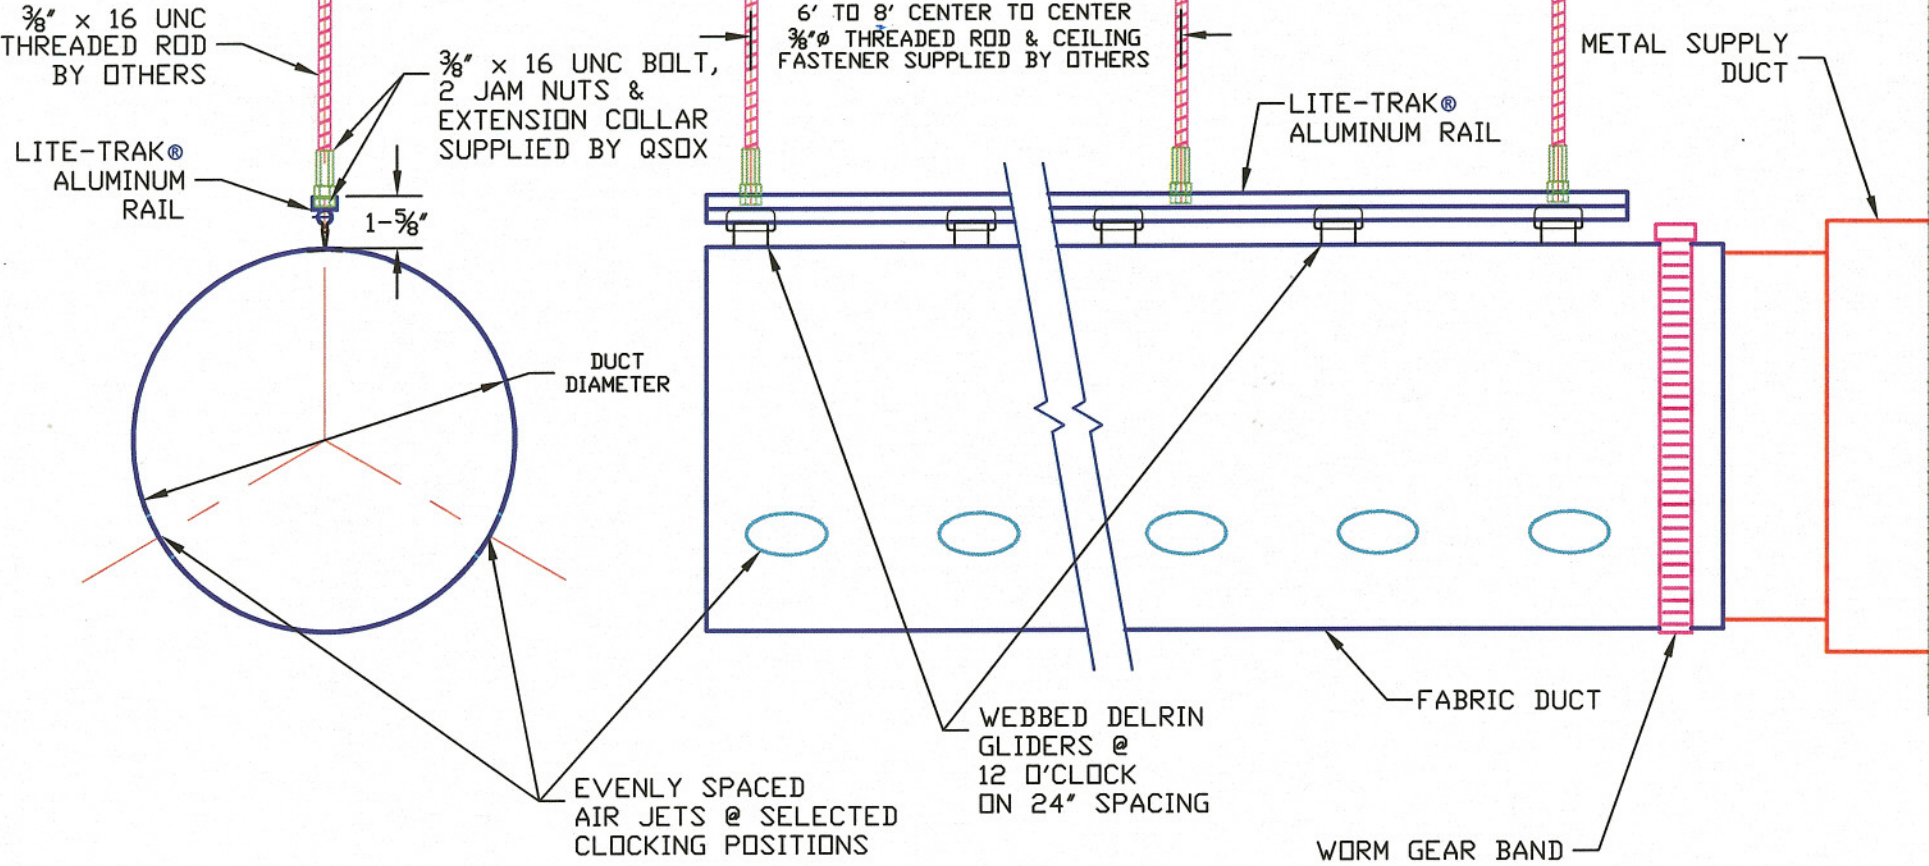 3/8" x 16 UNC
THREADED ROD
BY OTHERS
3/8" x 16 UNC BOLT,
2 JAM NUTS &
EXTENSION COLLAR
SUPPLIED BY QSOX
6' TO 8' CENTER TO CENTER
3/8"Ø THREADED ROD & CEILING
FASTENER SUPPLIED BY OTHERS
METAL SUPPLY
DUCT
LITE-TRAK®
ALUMINUM RAIL
LITE-TRAK®
ALUMINUM
RAIL
1-5/8"
DUCT
DIAMETER
FABRIC DUCT
WEBBED DELRIN
GLIDERS @
12 O'CLOCK
ON 24" SPACING
EVENLY SPACED
AIR JETS @ SELECTED
CLOCKING POSITIONS
WORM GEAR BAND